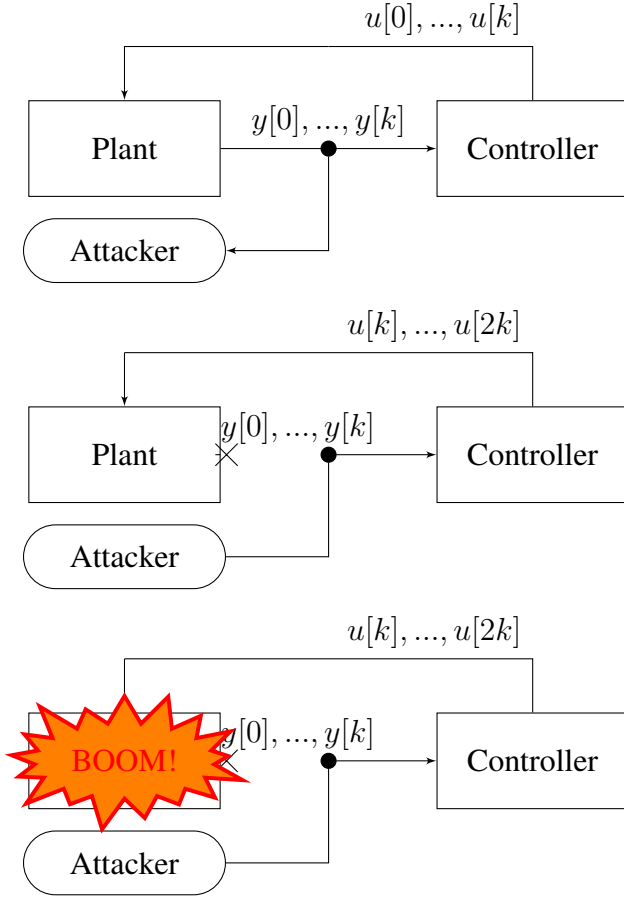 u[0], ..., u[k]
y[0], ..., y[k]
Plant
Controller
Attacker
u[k], ..., u[2k]
y[0], ..., y[k]
Plant
Controller
Attacker
u[k], ..., u[2k]
y[0], ..., y[k]
BOOM!
Controller
Attacker